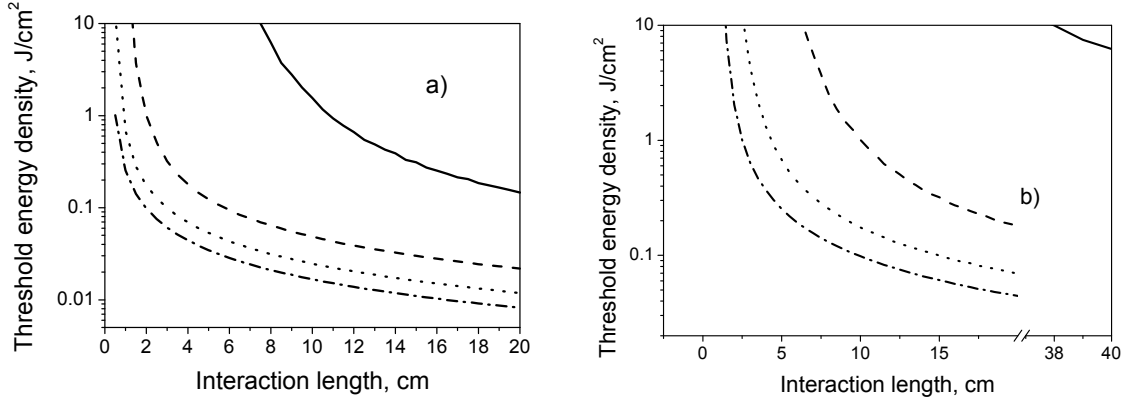 Threshold energy density, J/cm²
10
1
0.1
0.01
a)
0 2 4 6 8 10 12 14 16 18 20
Interaction length, cm
Threshold energy density, J/cm²
10
1
0.1
b)
0 5 10 15 38 40
Interaction length, cm